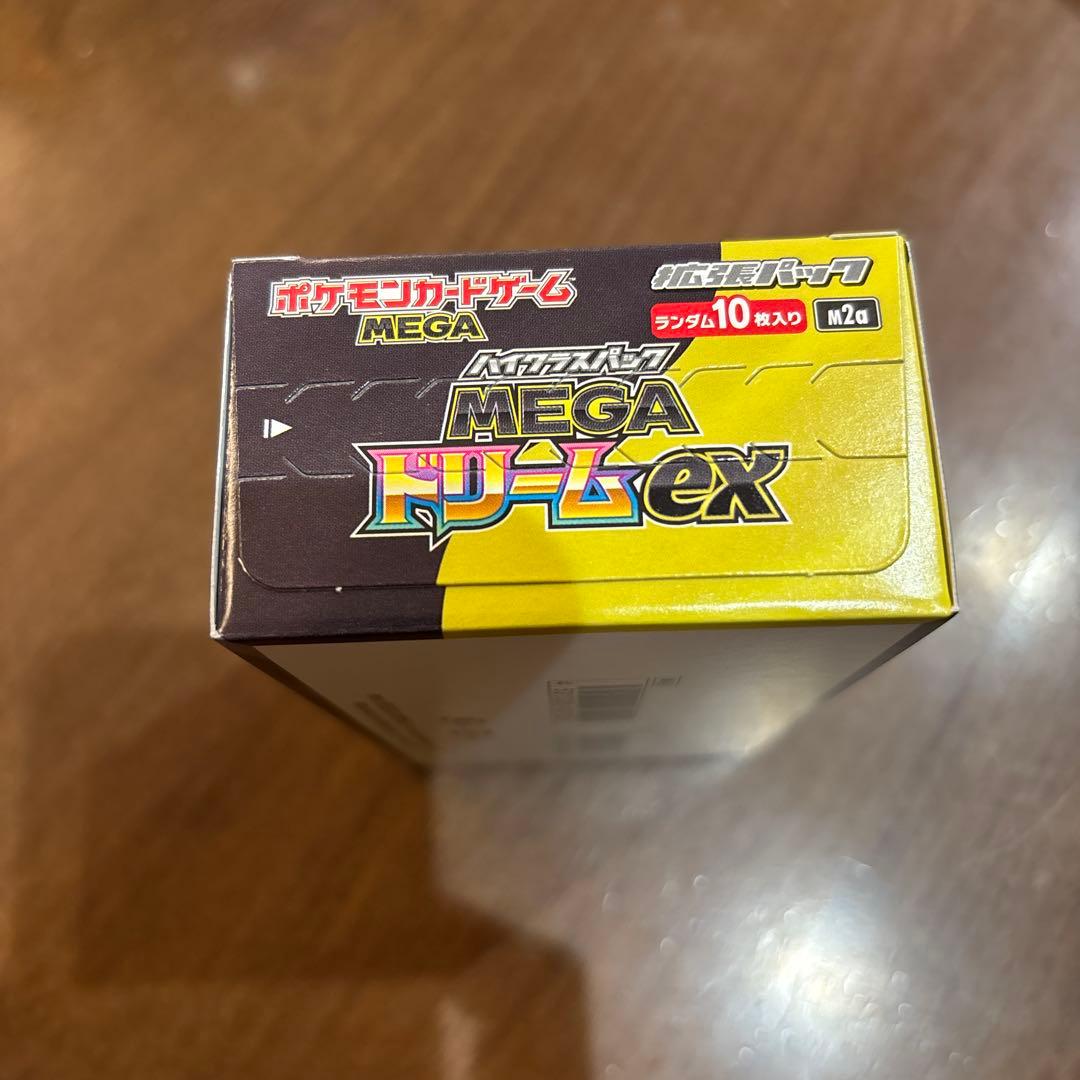 ポケモンカードゲーム
MEGA
拡張パック
ランダム10枚入り
M2a
ハイクラスパック
MEGA
ドリームex